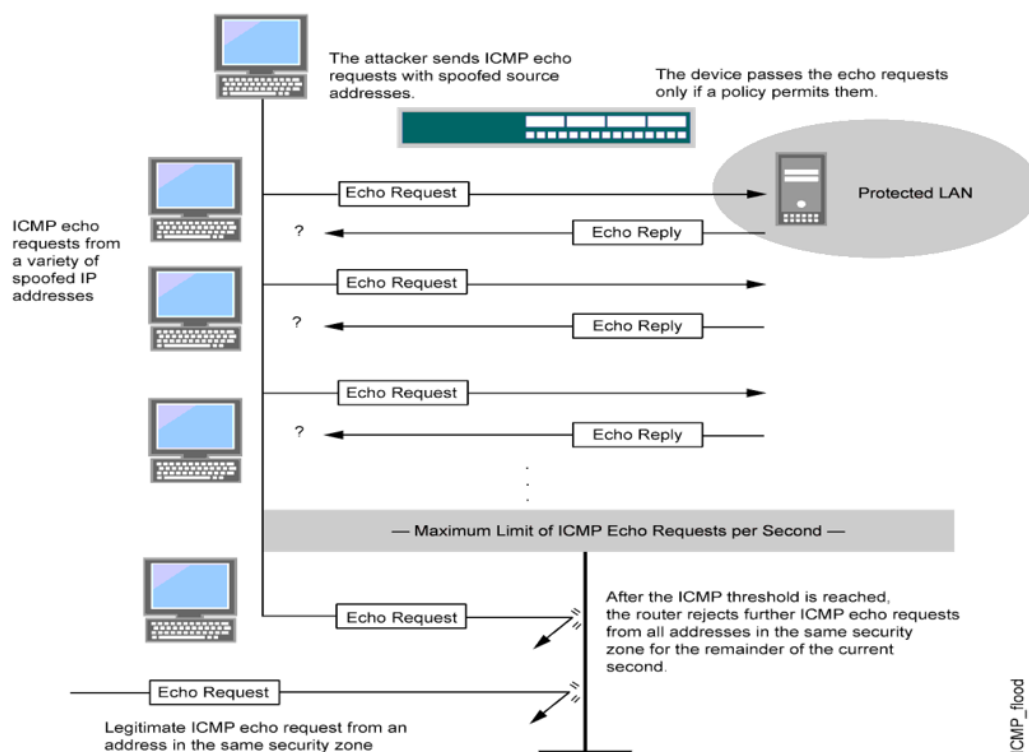 The attacker sends ICMP echo
requests with spoofed source
addresses.
The device passes the echo requests
only if a policy permits them.
Echo Request
Protected LAN
ICMP echo
requests from
a variety of
spoofed IP
addresses
?
Echo Reply
Echo Request
?
Echo Reply
Echo Request
?
Echo Reply
— Maximum Limit of ICMP Echo Requests per Second —
Echo Request
After the ICMP threshold is reached,
the router rejects further ICMP echo requests
from all addresses in the same security
zone for the remainder of the current
second.
Echo Request
Legitimate ICMP echo request from an
address in the same security zone
ICMP_flood